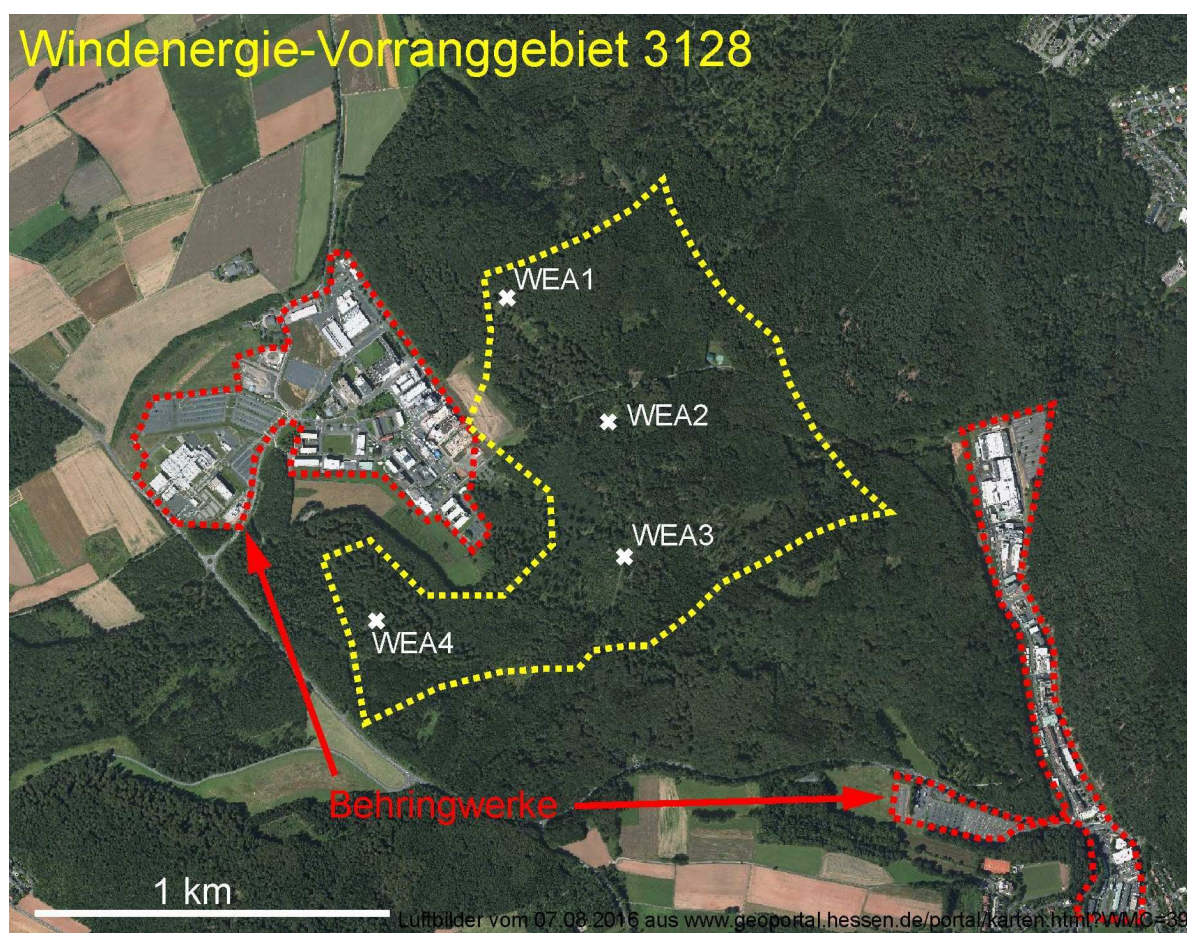 Windenergie-Vorranggebiet 3128
WEA1
WEA2
WEA3
WEA4
Behringwerke
1 km
Luftbilder vom 07.08.2016 aus www.geoportal.hessen.de/portal/karten.html?WMC=39